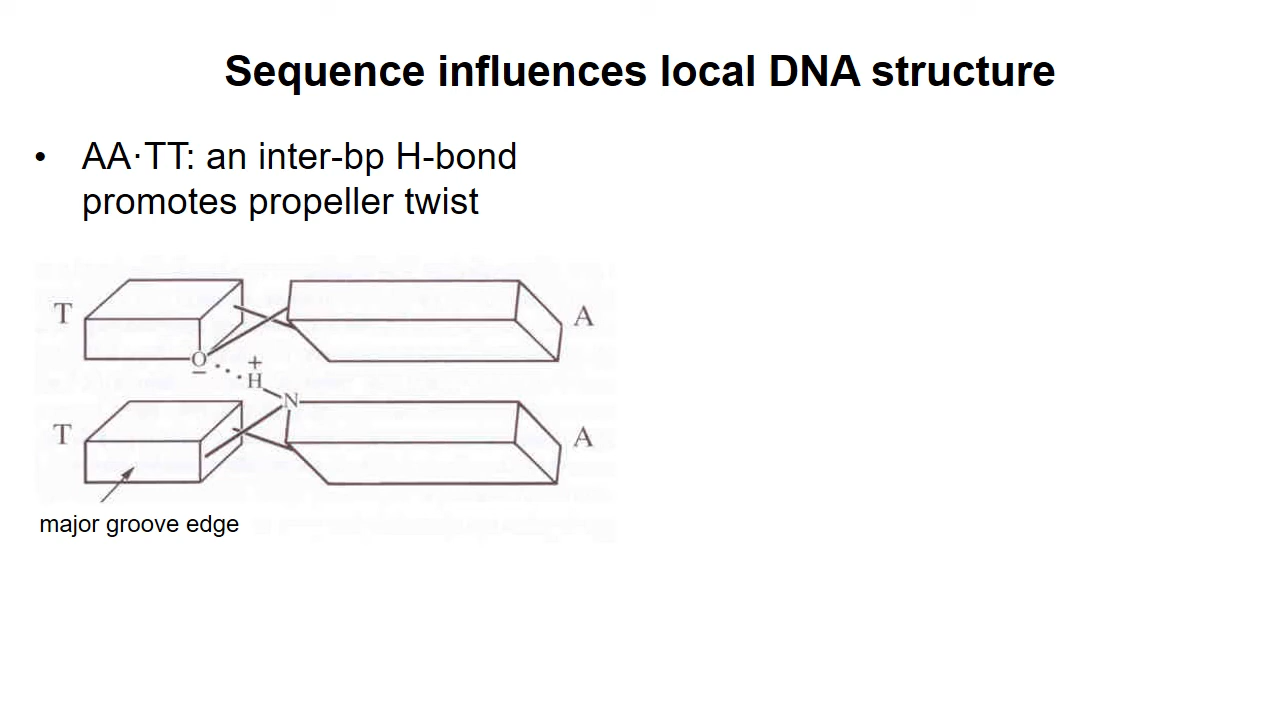 Sequence influences local DNA structure
• AA·TT: an inter-bp H-bond
promotes propeller twist
T
A
O
−
+
H
N
T
A
major groove edge